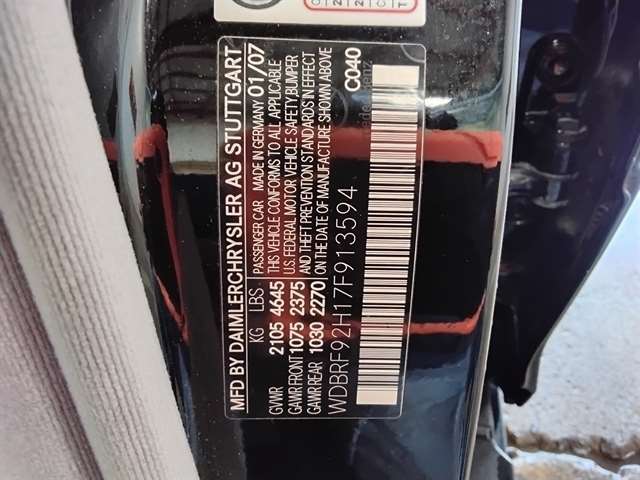 MFD BY DAIMLERCHRYSLER AG STUTTGART
KG LBS PASSENGER CAR MADE IN GERMANY 01/07
GVWR 2105 4645 THIS VEHICLE CONFORMS TO ALL APPLICABLE
U.S. FEDERAL MOTOR VEHICLE SAFETY, BUMPER
GAWR FRONT 1075 2375 AND THEFT PREVENTION STANDARDS IN EFFECT
GAWR REAR 1030 2270 ON THE DATE OF MANUFACTURE SHOWN ABOVE
WDBRF92H17F913594 C040